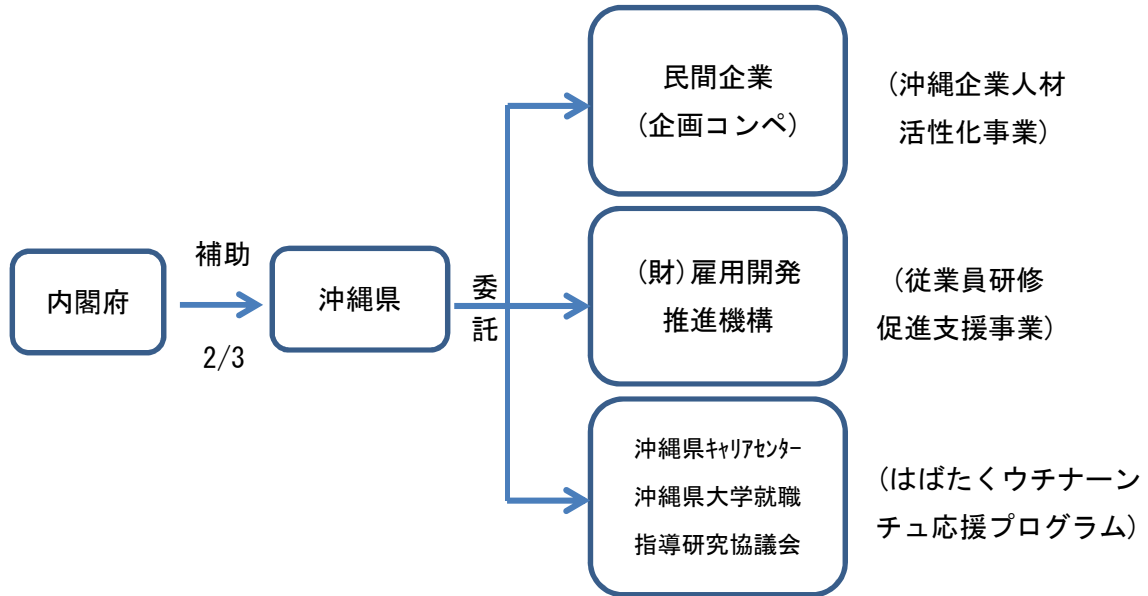 内閣府
補助
2/3
沖縄県
委
託
民間企業
(企画コンペ)
(沖縄企業人材
活性化事業)
(財)雇用開発
推進機構
(従業員研修
促進支援事業)
沖縄県ｷｬﾘｱｾﾝﾀｰ
沖縄県大学就職
指導研究協議会
(はばたくウチナーン
チュ応援プログラム)